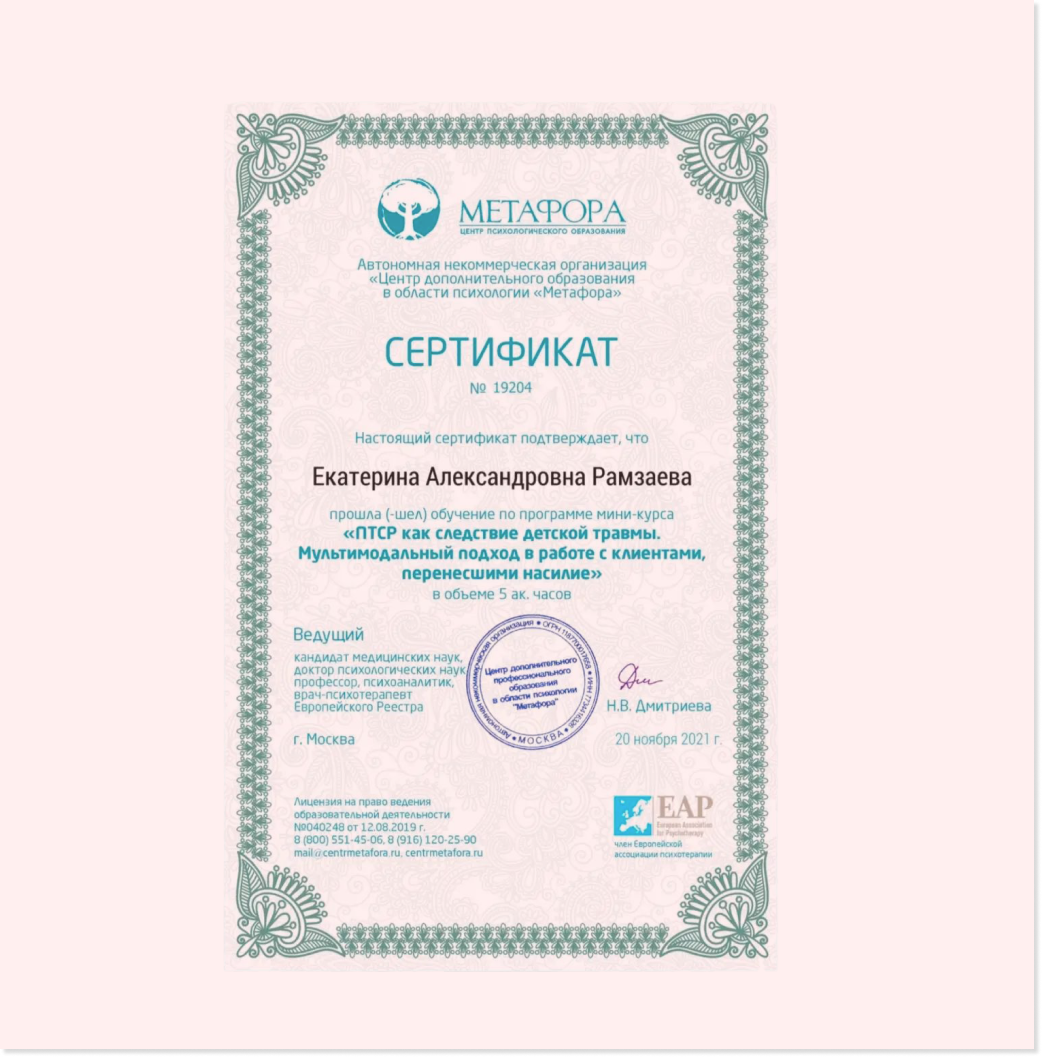 МЕТАФОРА
ЦЕНТР ПСИХОЛОГИЧЕСКОГО ОБРАЗОВАНИЯ
Автономная некоммерческая организация
«Центр дополнительного образования
в области психологии «Метафора»
СЕРТИФИКАТ
№ 19204
Настоящий сертификат подтверждает, что
Екатерина Александровна Рамзаева
прошла (-шел) обучение по программе мини-курса
«ПТСР как следствие детской травмы.
Мультимодальный подход в работе с клиентами,
перенесшими насилие»
в объеме 5 ак. часов
Ведущий
кандидат медицинских наук,
доктор психологических наук,
профессор, психоаналитик,
врач-психотерапевт
Европейского Реестра
Автономная некоммерческая организация
ОГРН
ИНН
МОСКВА
Центр дополнительного
профессионального
образования
в области психологии
"Метафора"
Н.В. Дмитриева
г. Москва
20 ноября 2021 г.
Лицензия на право ведения
образовательной деятельности
№040248 от 12.08.2019 г.
8 (800) 551-45-06, 8 (916) 120-25-90
mail@centrmetafora.ru, centrmetafora.ru
EAP
European Association
for Psychotherapy
член Европейской
ассоциации психотерапии